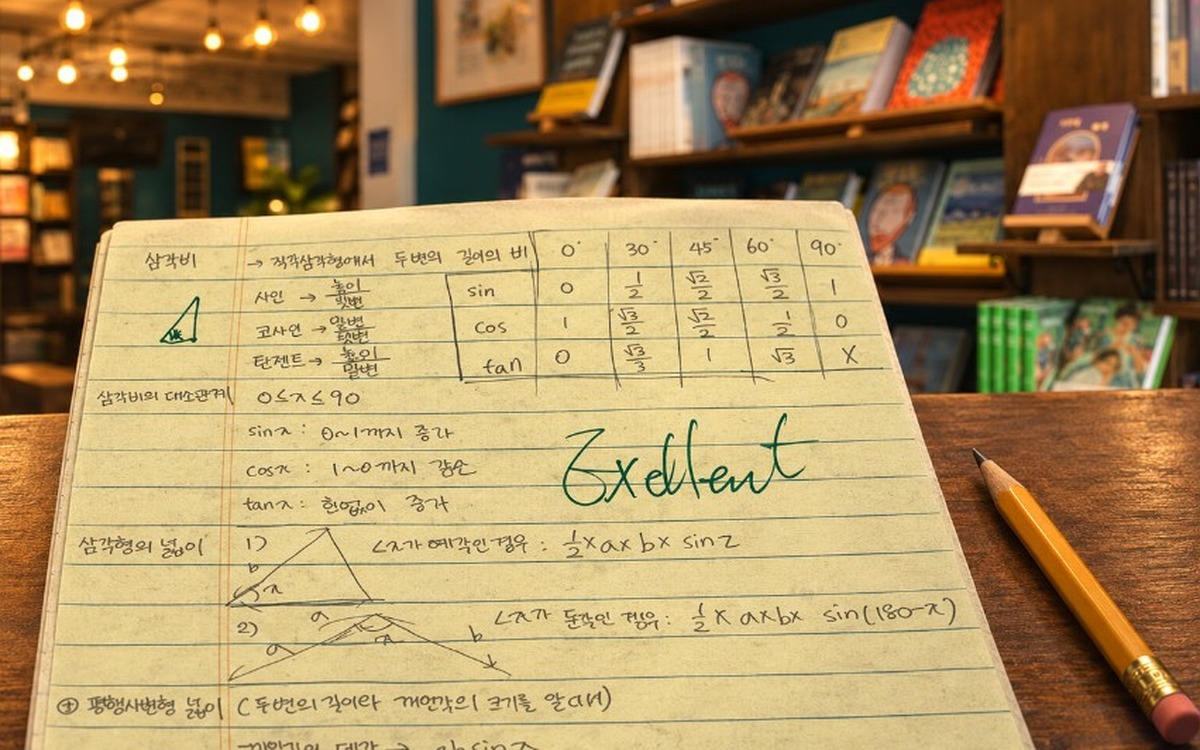 삼각비 → 직각삼각형에서 두변의 길이의 비
0° 30° 45° 60° 90°
sin 0 1/2 √2/2 √3/2 1
cos 1 √3/2 √2/2 1/2 0
tan 0 √3/3 1 √3 X
사인 → 높이/빗변
코사인 → 밑변/빗변
탄젠트 → 높이/밑변
삼각비의 대소관계 0≤x≤90
sinx : 0~1까지 증가
cosx : 1~0까지 감소
tanx : 한없이 증가
Exellent
삼각형의 넓이 1) ∠x가 예각인 경우 : 1/2×a×b× sinx
b
x
a
2) ∠x가 둔각인 경우 : 1/2× a×b× sin(180-x)
a x b
⊕ 평행사변형 넓이 (두변의 길이와 끼인각의 크기를 알 때)
예각 → ab sin x